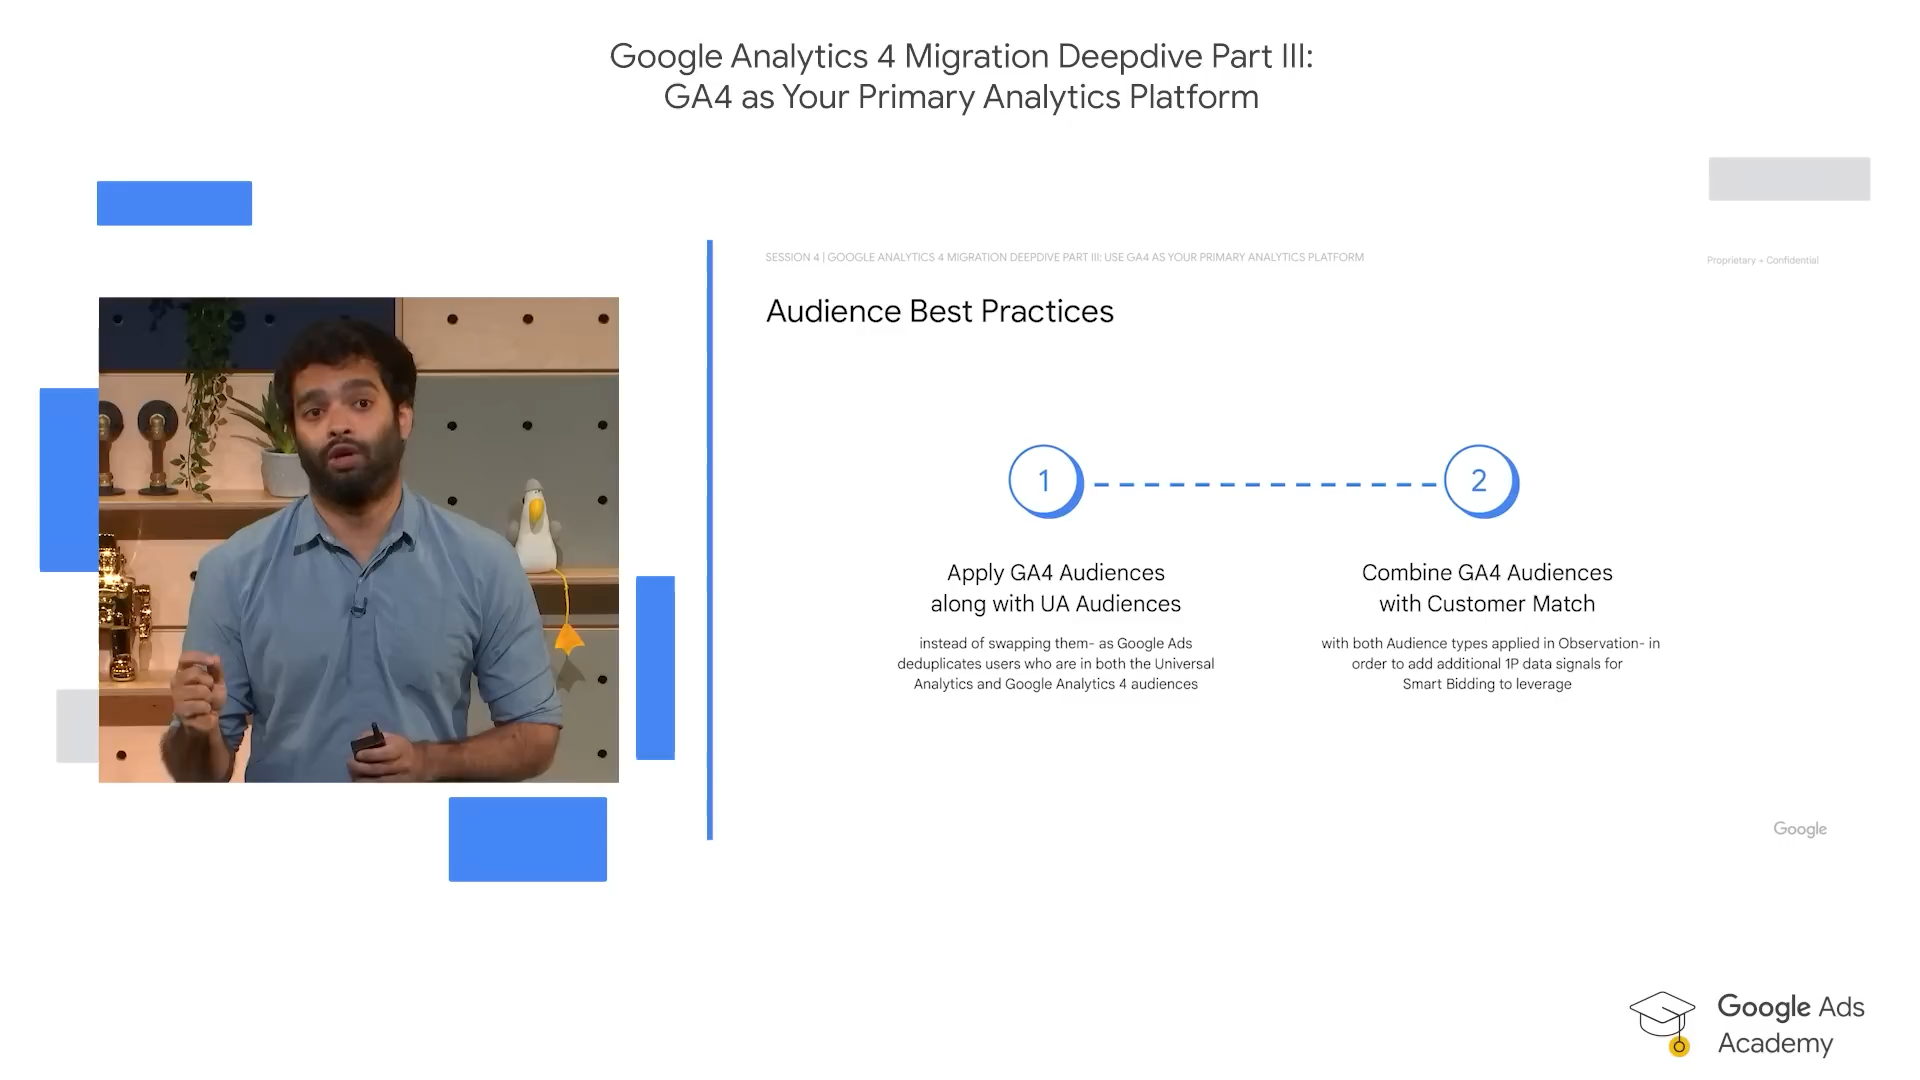 Google Analytics 4 Migration Deepdive Part III:
GA4 as Your Primary Analytics Platform
SESSION 4 | GOOGLE ANALYTICS 4 MIGRATION DEEPDIVE PART III: USE GA4 AS YOUR PRIMARY ANALYTICS PLATFORM
Proprietary + Confidential
Audience Best Practices
1
2
Apply GA4 Audiences
along with UA Audiences
instead of swapping them- as Google Ads
deduplicates users who are in both the Universal
Analytics and Google Analytics 4 audiences
Combine GA4 Audiences
with Customer Match
with both Audience types applied in Observation- in
order to add additional 1P data signals for
Smart Bidding to leverage
Google
Google Ads
Academy